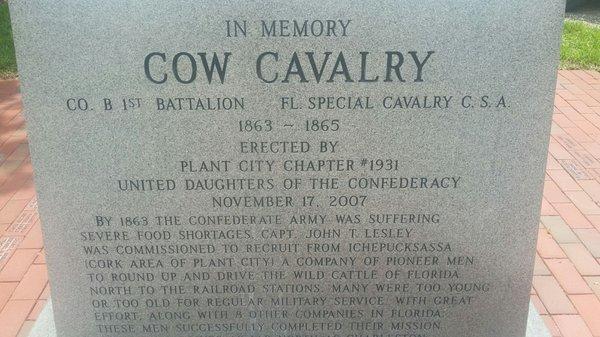 IN MEMORY
COW CAVALRY
CO. B 1ST BATTALION FL. SPECIAL CAVALRY C. S. A.
1863 – 1865
ERECTED BY
PLANT CITY CHAPTER #1931
UNITED DAUGHTERS OF THE CONFEDERACY
NOVEMBER 17, 2007
BY 1863 THE CONFEDERATE ARMY WAS SUFFERING
SEVERE FOOD SHORTAGES. CAPT. JOHN T. LESLEY
WAS COMMISSIONED TO RECRUIT FROM ICHEPUCKSASSA
(CORK AREA OF PLANT CITY) A COMPANY OF PIONEER MEN
TO ROUND UP AND DRIVE THE WILD CATTLE OF FLORIDA
NORTH TO THE RAILROAD STATIONS. MANY WERE TOO YOUNG
OR TOO OLD FOR REGULAR MILITARY SERVICE. WITH GREAT
EFFORT, ALONG WITH 8 OTHER COMPANIES IN FLORIDA,
THESE MEN SUCCESSFULLY COMPLETED THEIR MISSION.